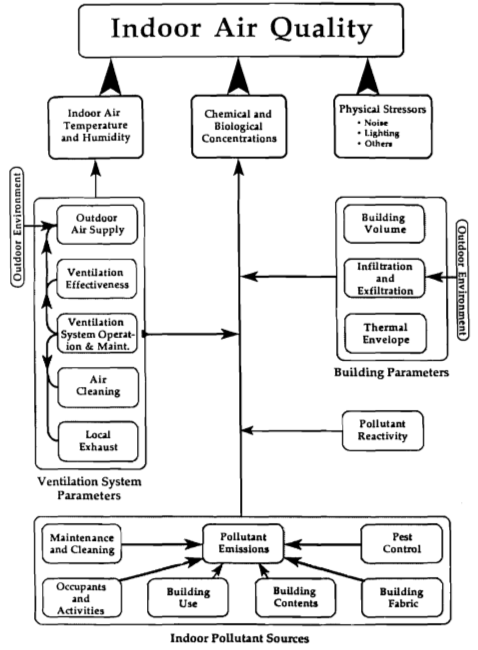 Indoor Air Quality
Indoor Air
Temperature
and Humidity
Chemical and
Biological
Concentrations
Physical Stressors
• Noise
• Lighting
• Others
Outdoor Environment
Outdoor
Air Supply
Ventilation
Effectiveness
Ventilation
System Operat-
ion & Maint.
Air
Cleaning
Local
Exhaust
Ventilation System
Parameters
Building
Volume
Infiltration
and
Exfiltration
Thermal
Envelope
Outdoor Environment
Building Parameters
Pollutant
Reactivity
Maintenance
and Cleaning
Pollutant
Emissions
Pest
Control
Occupants
and
Activities
Building
Use
Building
Contents
Building
Fabric
Indoor Pollutant Sources